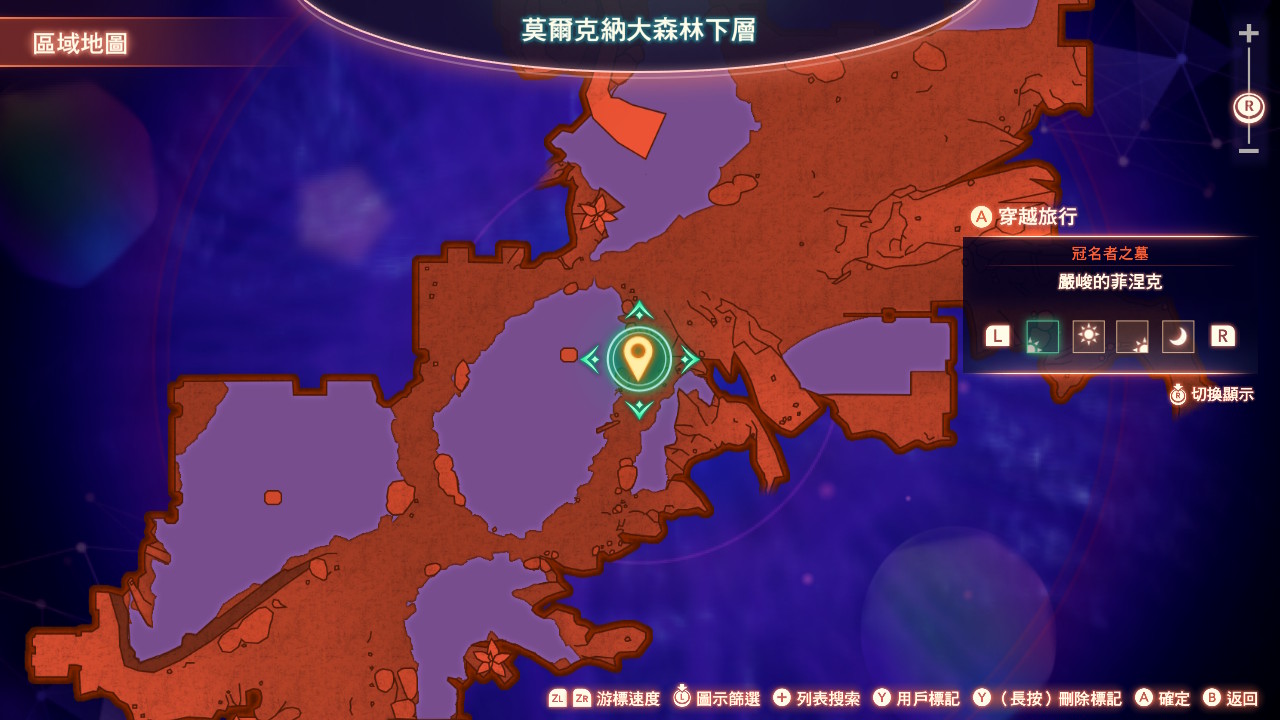 區域地圖
莫爾克納大森林下層
R
A 穿越旅行
冠名者之墓
嚴峻的菲涅克
L R
R 切換顯示
ZL ZR 游標速度 L 圖示篩選 + 列表搜索 Y 用戶標記 Y （長按）刪除標記 A 確定 B 返回